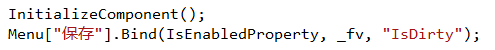 InitializeComponent();
Menu["保存"].Bind(IsEnabledProperty, _fv, "IsDirty");